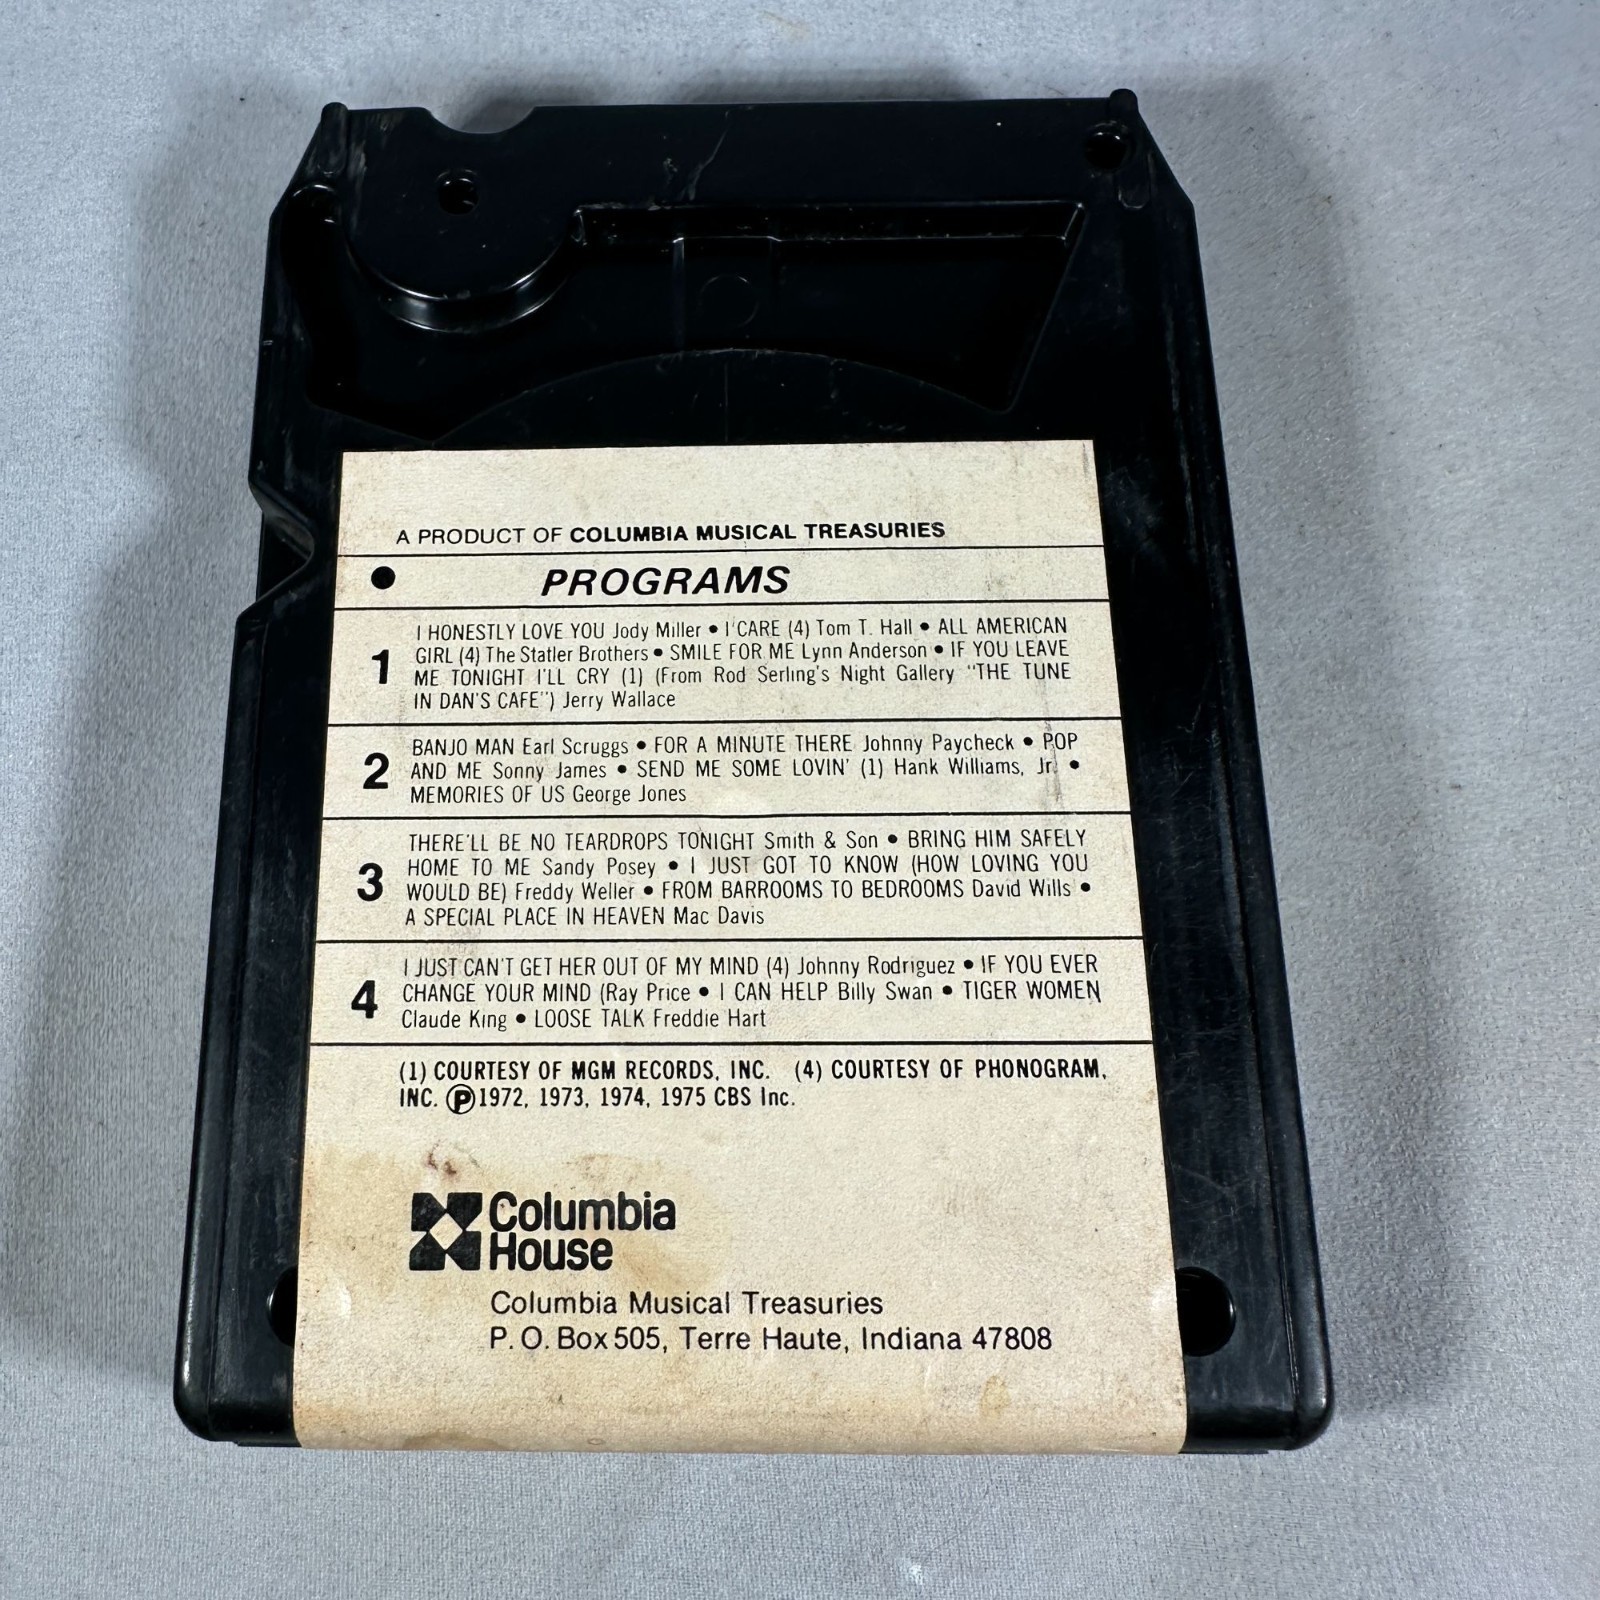 A PRODUCT OF COLUMBIA MUSICAL TREASURIES
● PROGRAMS
1
I HONESTLY LOVE YOU Jody Miller • I CARE (4) Tom T. Hall • ALL AMERICAN
GIRL (4) The Statler Brothers • SMILE FOR ME Lynn Anderson • IF YOU LEAVE
ME TONIGHT I'LL CRY (1) (From Rod Serling's Night Gallery "THE TUNE
IN DAN'S CAFE") Jerry Wallace
2
BANJO MAN Earl Scruggs • FOR A MINUTE THERE Johnny Paycheck • POP
AND ME Sonny James • SEND ME SOME LOVIN' (1) Hank Williams, Jr. •
MEMORIES OF US George Jones
3
THERE'LL BE NO TEARDROPS TONIGHT Smith & Son • BRING HIM SAFELY
HOME TO ME Sandy Posey • I JUST GOT TO KNOW (HOW LOVING YOU
WOULD BE) Freddy Weller • FROM BARROOMS TO BEDROOMS David Wills •
A SPECIAL PLACE IN HEAVEN Mac Davis
4
I JUST CAN'T GET HER OUT OF MY MIND (4) Johnny Rodriguez • IF YOU EVER
CHANGE YOUR MIND (Ray Price • I CAN HELP Billy Swan • TIGER WOMEN
Claude King • LOOSE TALK Freddie Hart
(1) COURTESY OF MGM RECORDS, INC. (4) COURTESY OF PHONOGRAM,
INC. Ⓟ 1972, 1973, 1974, 1975 CBS Inc.
Columbia
House
Columbia Musical Treasuries
P. O. Box 505, Terre Haute, Indiana 47808